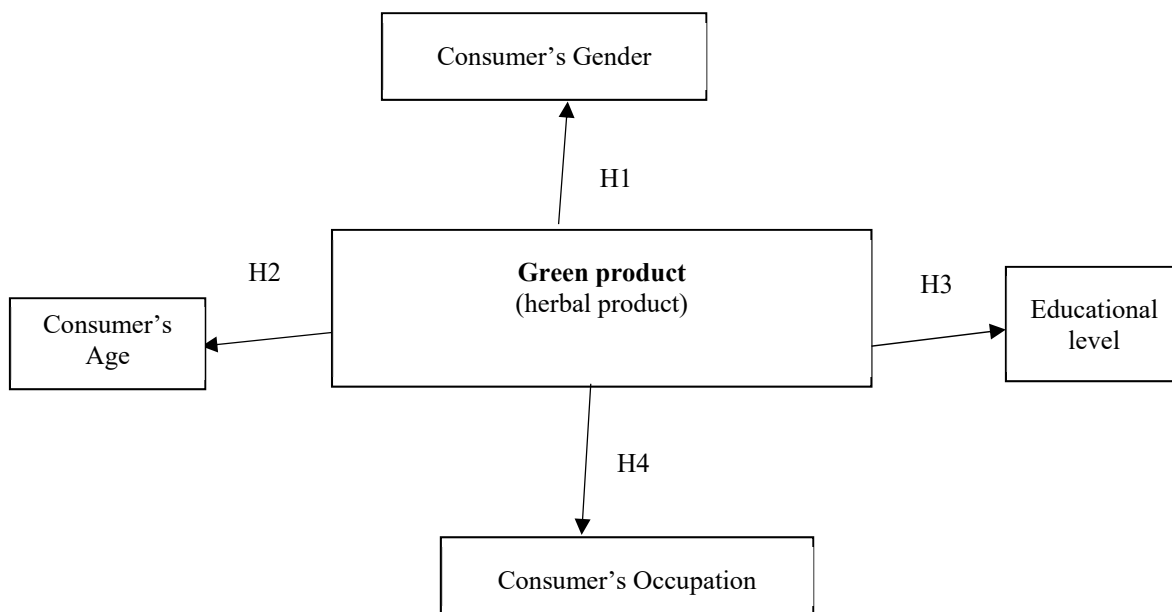 Consumer’s Gender
H1
Green product
(herbal product)
H2
H3
Consumer’s
Age
Educational
level
H4
Consumer’s Occupation